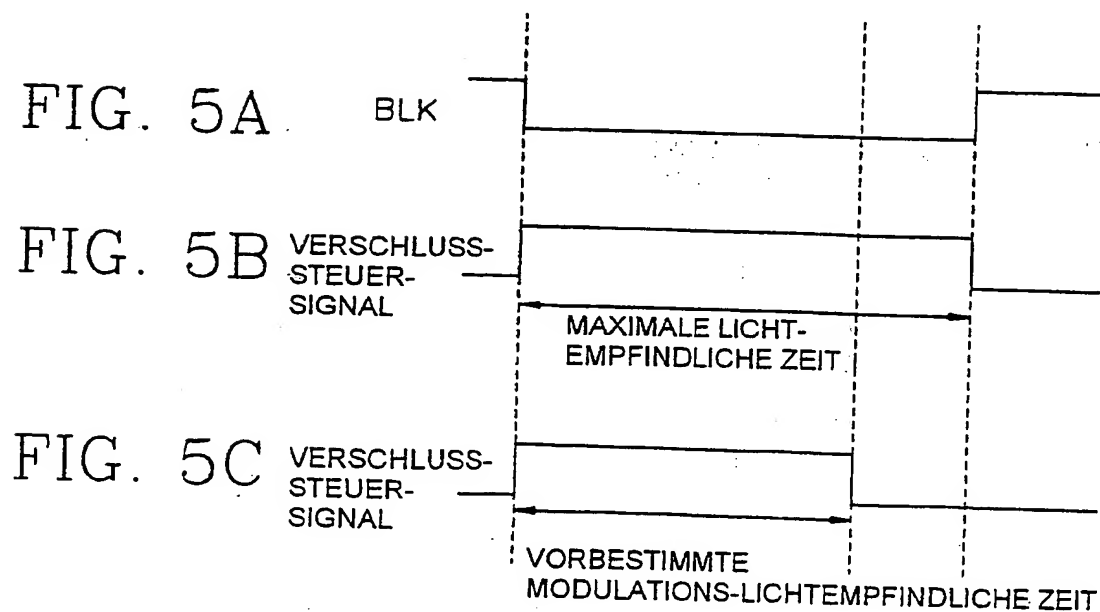 FIG. 5A
BLK
FIG. 5B
VERSCHLUSS-
STEUER-
SIGNAL
MAXIMALE LICHT-
EMPFINDLICHE ZEIT
FIG. 5C
VERSCHLUSS-
STEUER-
SIGNAL
VORBESTIMMTE
MODULATIONS-LICHTEMPFINDLICHE ZEIT